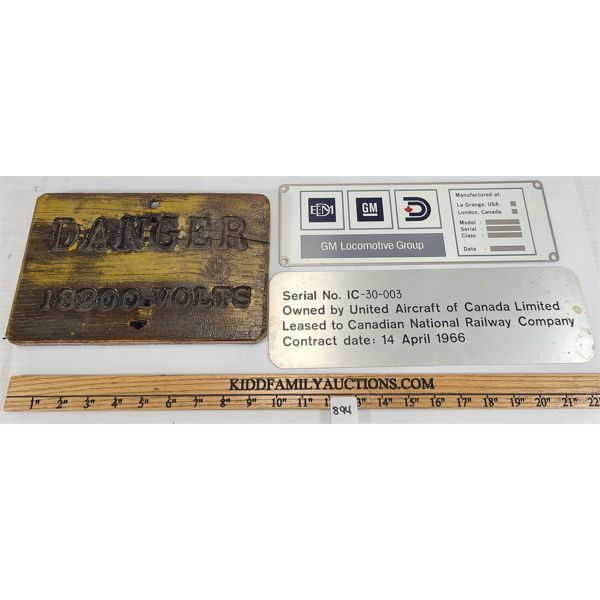 DANGER
13200 VOLTS
EMD
GM
GM Locomotive Group
Manufactured at:
La Grange, USA.
London, Canada.
Model :
Serial :
Class :
Date :
Serial No. IC-30-003
Owned by United Aircraft of Canada Limited
Leased to Canadian National Railway Company
Contract date: 14 April 1966
KIDDFAMILYAUCTIONS.COM
1" 2" 3" 4" 5" 6" 7" 8" 9" 10" 11" 1 3" 14" 15" 16" 17" 18" 19" 20" 21" 22
894